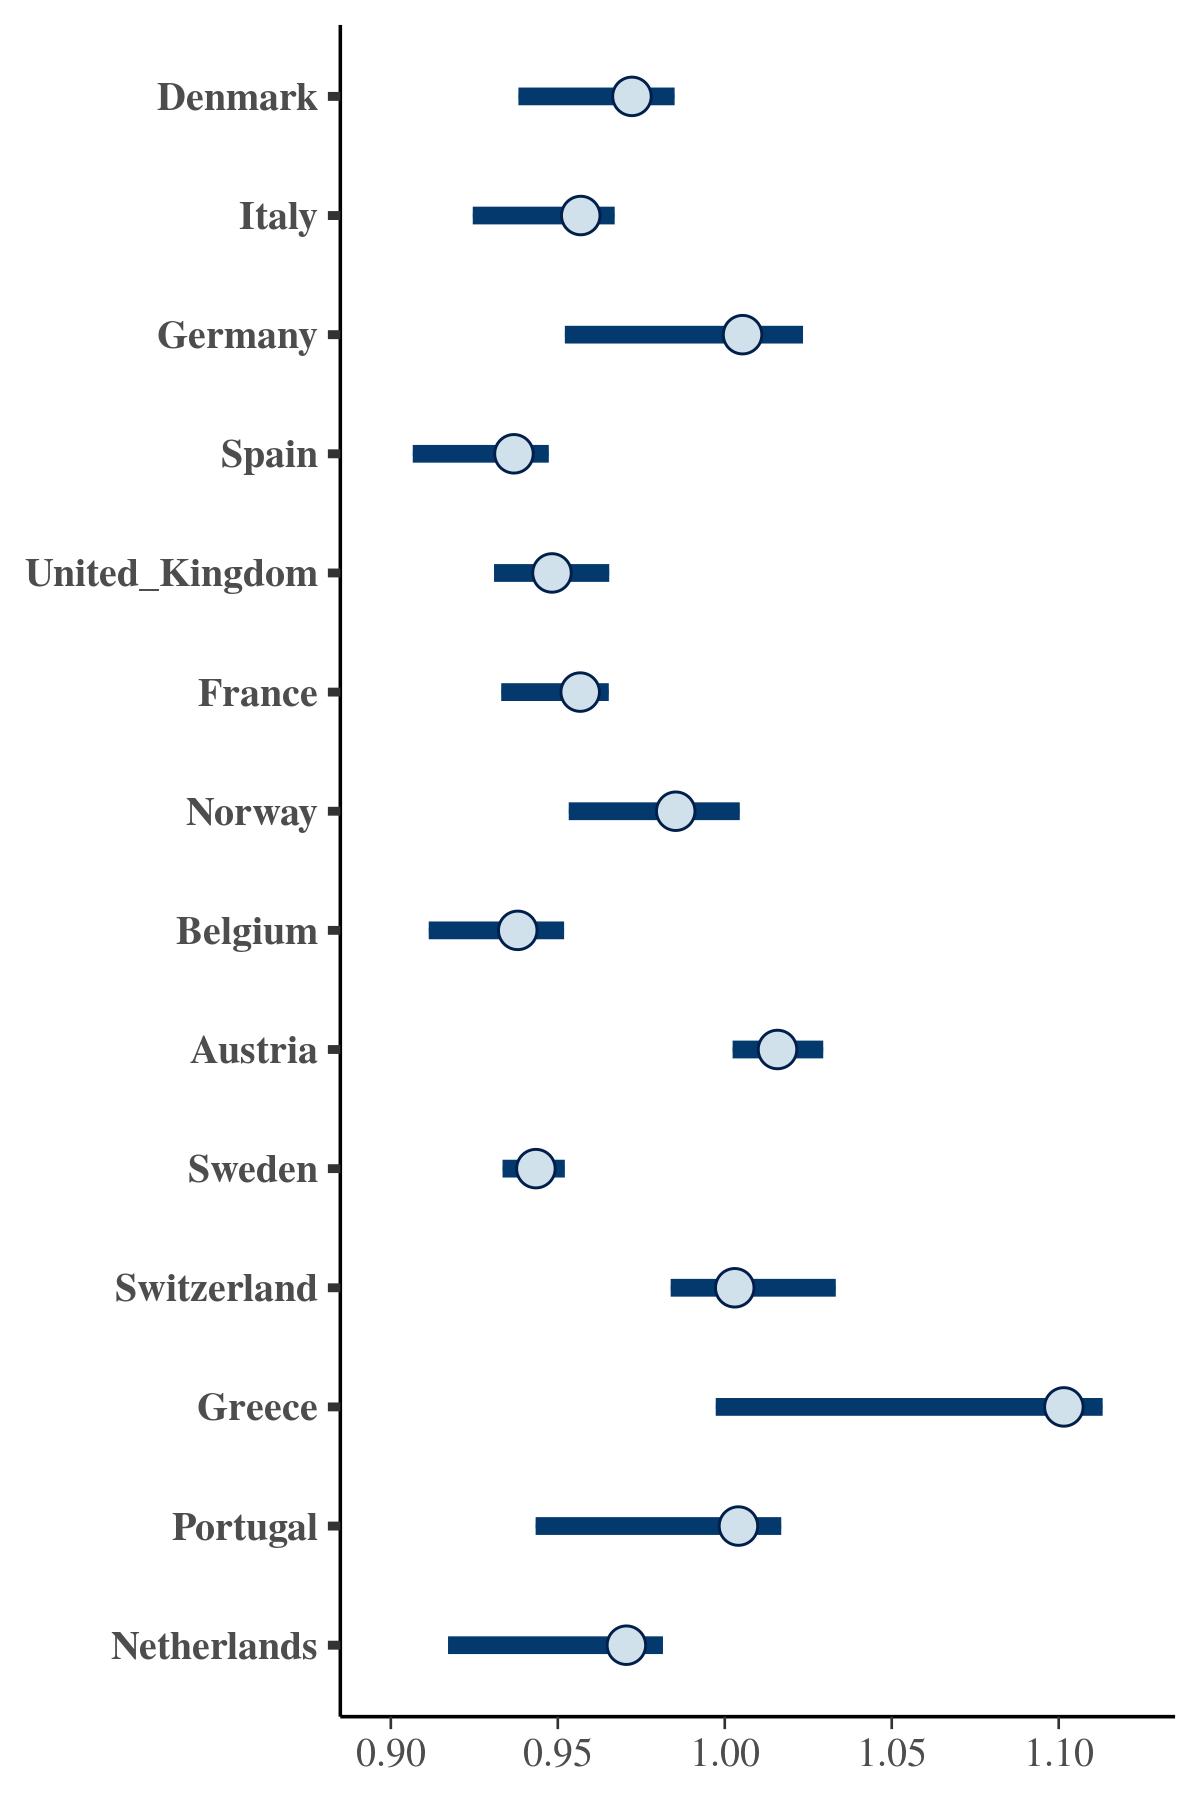 Denmark
Italy
Germany
Spain
United_Kingdom
France
Norway
Belgium
Austria
Sweden
Switzerland
Greece
Portugal
Netherlands
0.90 0.95 1.00 1.05 1.10